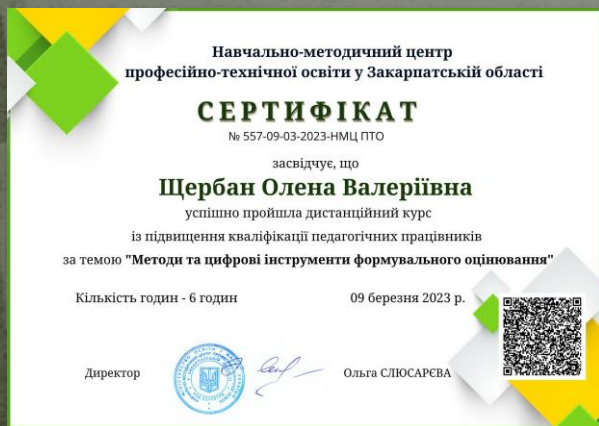 Навчально-методичний центр
професійно-технічної освіти у Закарпатській області
СЕРТИФІКАТ
№ 557-09-03-2023-НМЦ ПТО
засвідчує, що
Щербан Олена Валеріївна
успішно пройшла дистанційний курс
із підвищення кваліфікації педагогічних працівників
за темою "Методи та цифрові інструменти формувального оцінювання"
Кількість годин - 6 годин
09 березня 2023 р.
Директор
Ольга СЛЮСАРЄВА